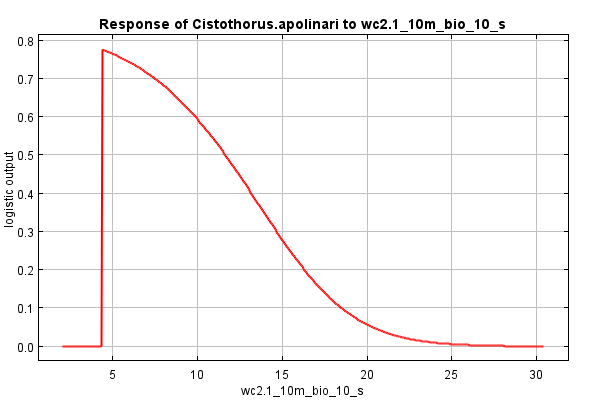 Response of Cistothorus.apolinari to wc2.1_10m_bio_10_s
0.8
0.7
0.6
0.5
0.4
0.3
0.2
0.1
0.0
logistic output
5 10 15 20 25 30
wc2.1_10m_bio_10_s